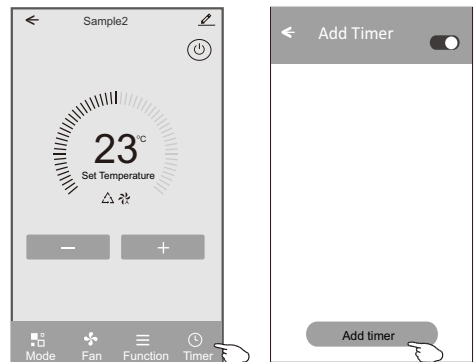 Sample2
23°C
Set Temperature
Mode Fan Function Timer
Add Timer
Add timer